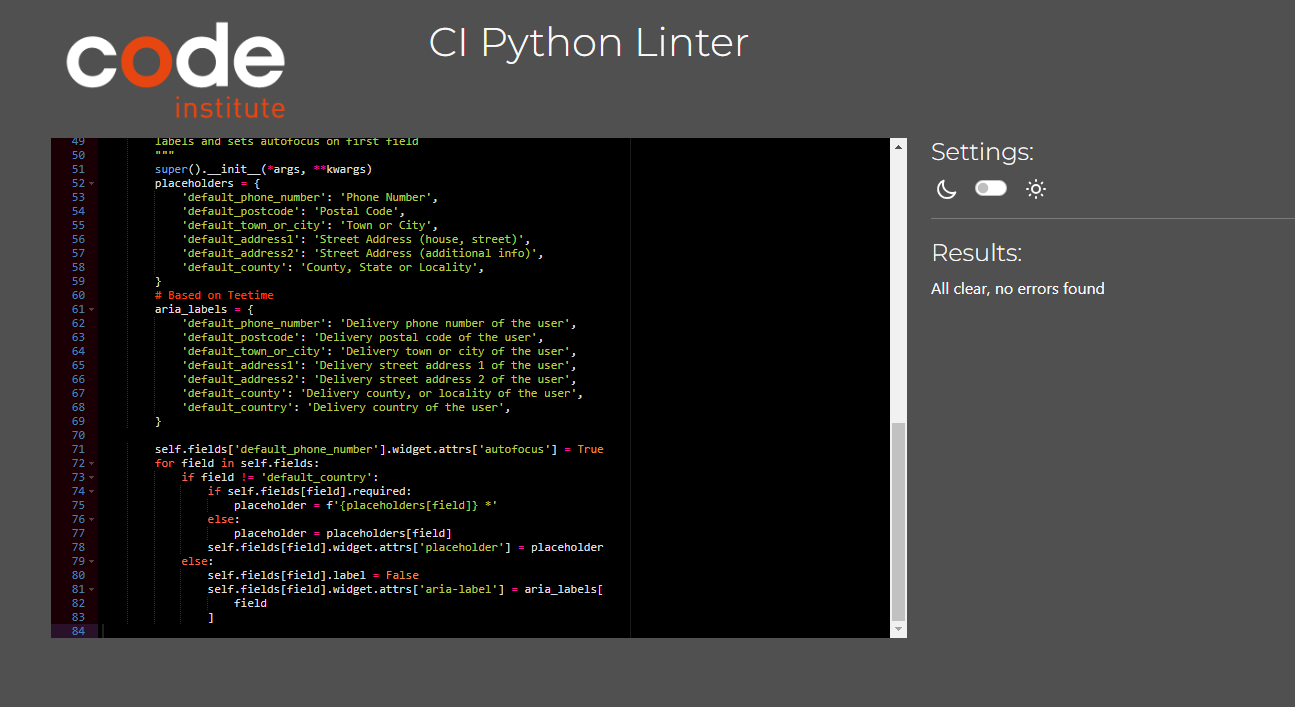 code
institute
CI Python Linter
49 labels and sets autofocus on first field
50 """
51 super().__init__(*args, **kwargs)
52 placeholders = {
53 'default_phone_number': 'Phone Number',
54 'default_postcode': 'Postal Code',
55 'default_town_or_city': 'Town or City',
56 'default_address1': 'Street Address (house, street)',
57 'default_address2': 'Street Address (additional info)',
58 'default_county': 'County, State or Locality',
59 }
60 # Based on Teetime
61 aria_labels = {
62 'default_phone_number': 'Delivery phone number of the user',
63 'default_postcode': 'Delivery postal code of the user',
64 'default_town_or_city': 'Delivery town or city of the user',
65 'default_address1': 'Delivery street address 1 of the user',
66 'default_address2': 'Delivery street address 2 of the user',
67 'default_county': 'Delivery county, or locality of the user',
68 'default_country': 'Delivery country of the user',
69 }
70
71 self.fields['default_phone_number'].widget.attrs['autofocus'] = True
72 for field in self.fields:
73 if field != 'default_country':
74 if self.fields[field].required:
75 placeholder = f'{placeholders[field]} *'
76 else:
77 placeholder = placeholders[field]
78 self.fields[field].widget.attrs['placeholder'] = placeholder
79 else:
80 self.fields[field].label = False
81 self.fields[field].widget.attrs['aria-label'] = aria_labels[
82 field
83 ]
84
Settings:
Results:
All clear, no errors found